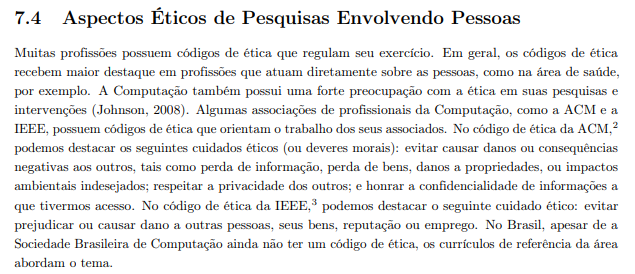 7.4 Aspectos Éticos de Pesquisas Envolvendo Pessoas
Muitas profissões possuem códigos de ética que regulam seu exercício. Em geral, os códigos de ética
recebem maior destaque em profissões que atuam diretamente sobre as pessoas, como na área de saúde,
por exemplo. A Computação também possui uma forte preocupação com a ética em suas pesquisas e
intervenções (Johnson, 2008). Algumas associações de profissionais da Computação, como a ACM e a
IEEE, possuem códigos de ética que orientam o trabalho dos seus associados. No código de ética da ACM,²
podemos destacar os seguintes cuidados éticos (ou deveres morais): evitar causar danos ou consequências
negativas aos outros, tais como perda de informação, perda de bens, danos a propriedades, ou impactos
ambientais indesejados; respeitar a privacidade dos outros; e honrar a confidencialidade de informações a
que tivermos acesso. No código de ética da IEEE,³ podemos destacar o seguinte cuidado ético: evitar
prejudicar ou causar dano a outras pessoas, seus bens, reputação ou emprego. No Brasil, apesar de a
Sociedade Brasileira de Computação ainda não ter um código de ética, os currículos de referência da área
abordam o tema.